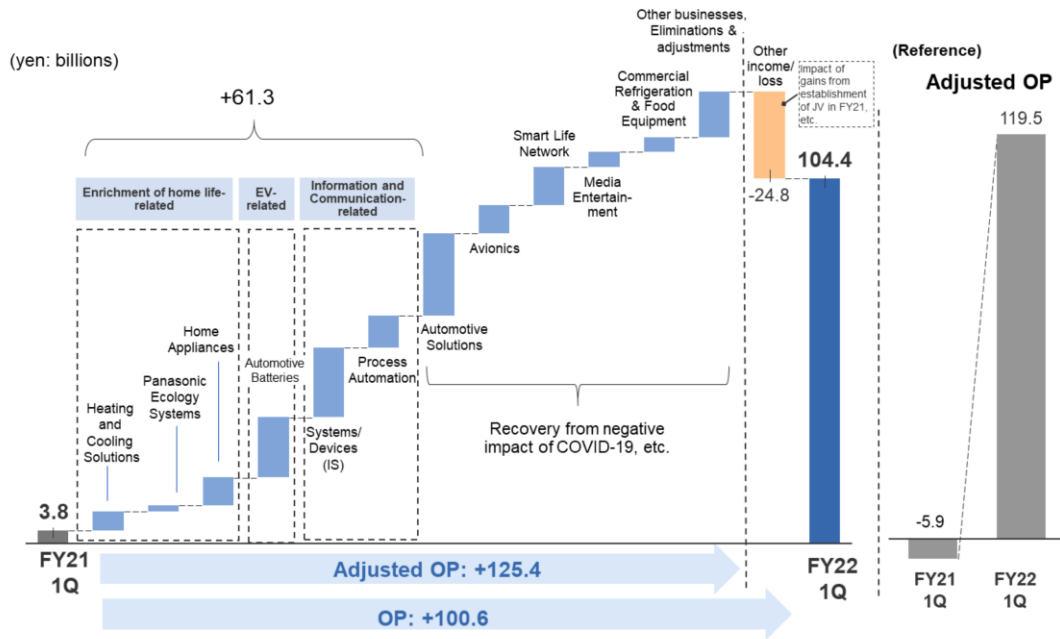 (yen: billions)
+61.3
Enrichment of home life-
related
EV-
related
Information and
Communication-
related
Heating
and
Cooling
Solutions
Panasonic
Ecology
Systems
Home
Appliances
Automotive
Batteries
Systems/
Devices
(IS)
Process
Automation
Automotive
Solutions
Avionics
Smart Life
Network
Media
Entertain-
ment
Commercial
Refrigeration
& Food
Equipment
Other businesses,
Eliminations &
adjustments
Other
income/
loss
Impact of
gains from
establishment
of JV in FY21,
etc.
-24.8
104.4
Recovery from negative
impact of COVID-19, etc.
3.8
FY21
1Q
FY22
1Q
Adjusted OP: +125.4
OP: +100.6
(Reference)
Adjusted OP
119.5
-5.9
FY21
1Q
FY22
1Q